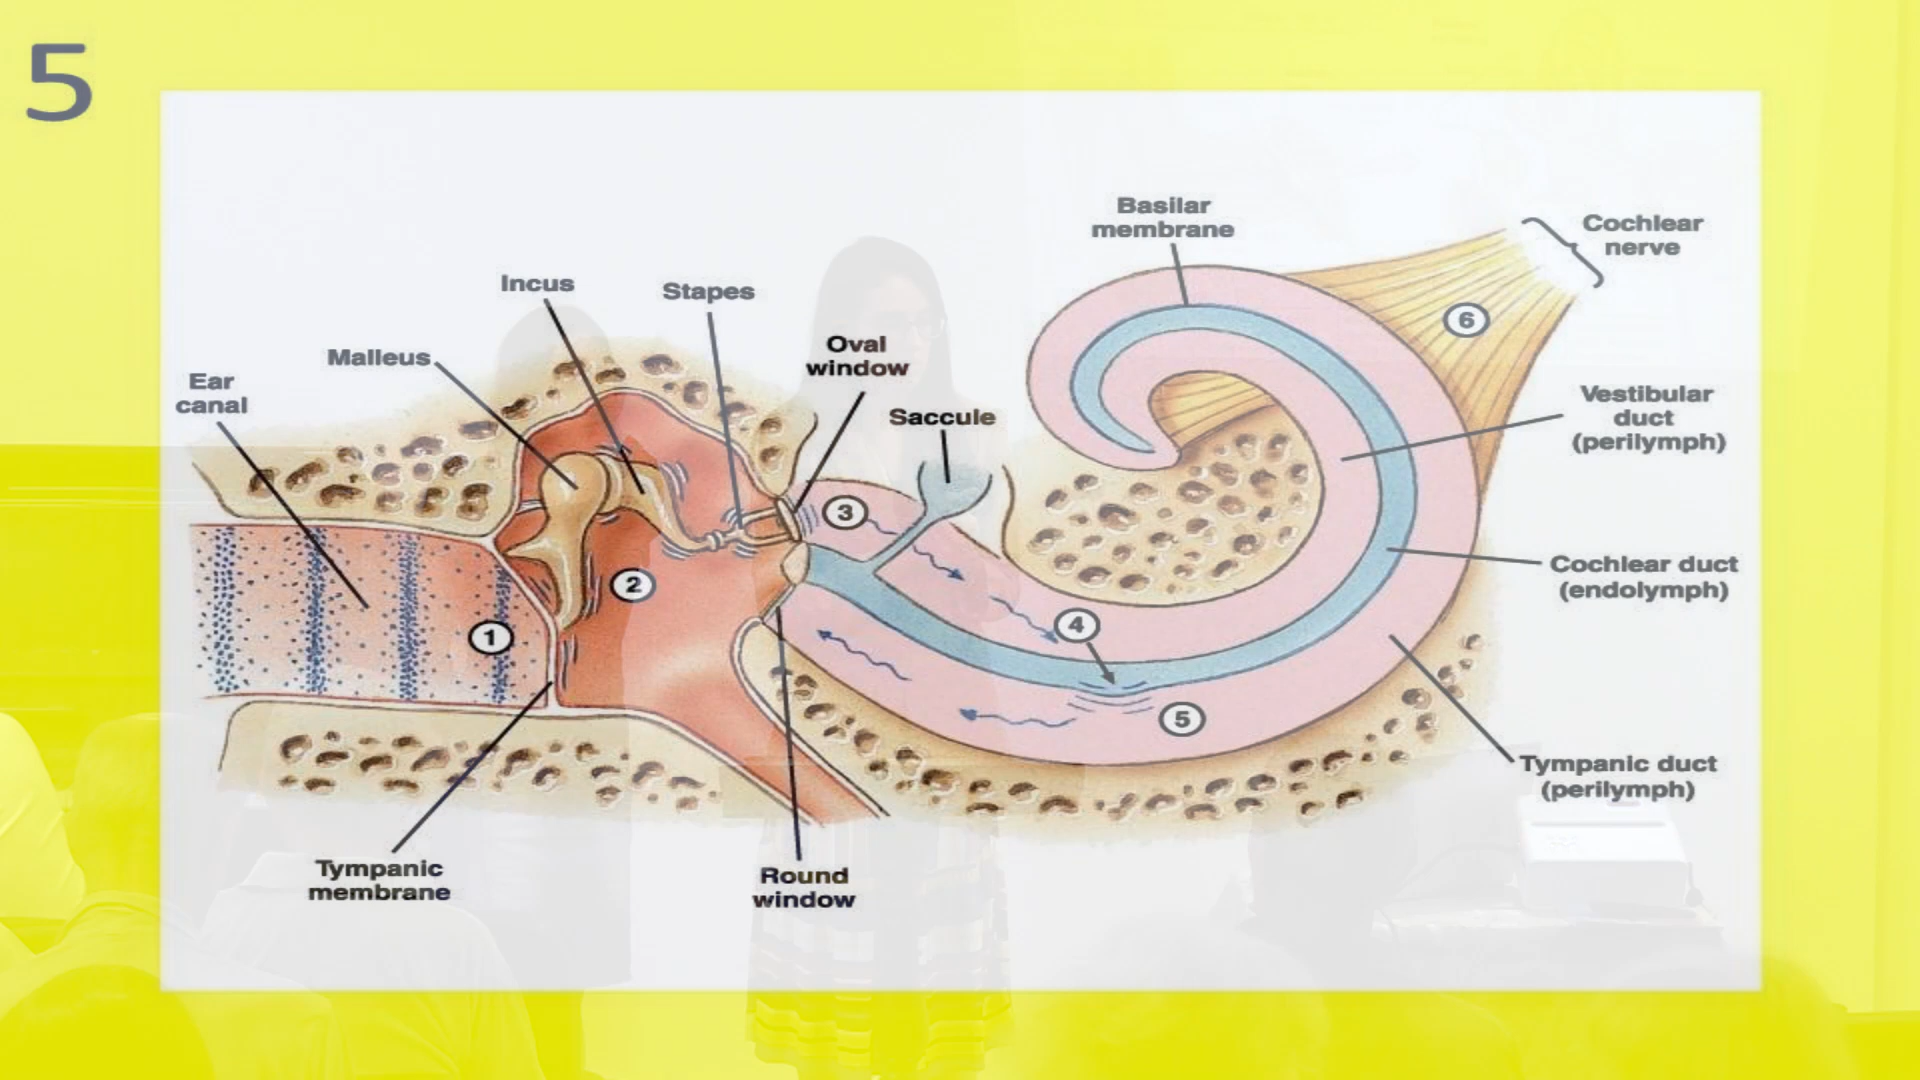 5
Basilar
membrane
Cochlear
nerve
Incus
Stapes
Oval
window
Malleus
Ear
canal
Saccule
6
Vestibular
duct
(perilymph)
3
Cochlear duct
(endolymph)
2
1
4
5
Tympanic duct
(perilymph)
Tympanic
membrane
Round
window